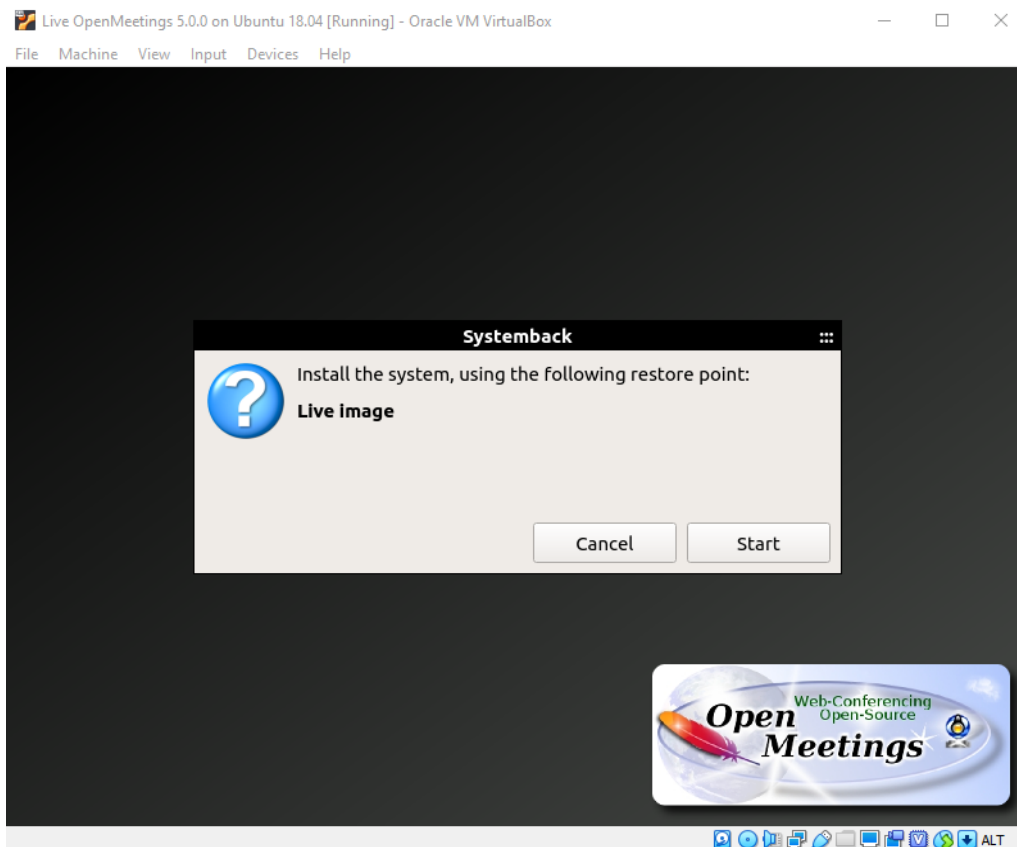 Live OpenMeetings 5.0.0 on Ubuntu 18.04 [Running] - Oracle VM VirtualBox
File Machine View Input Devices Help
Systemback
Install the system, using the following restore point:
Live image
Cancel Start
Web-Conferencing
Open-Source
Open
Meetings
ALT